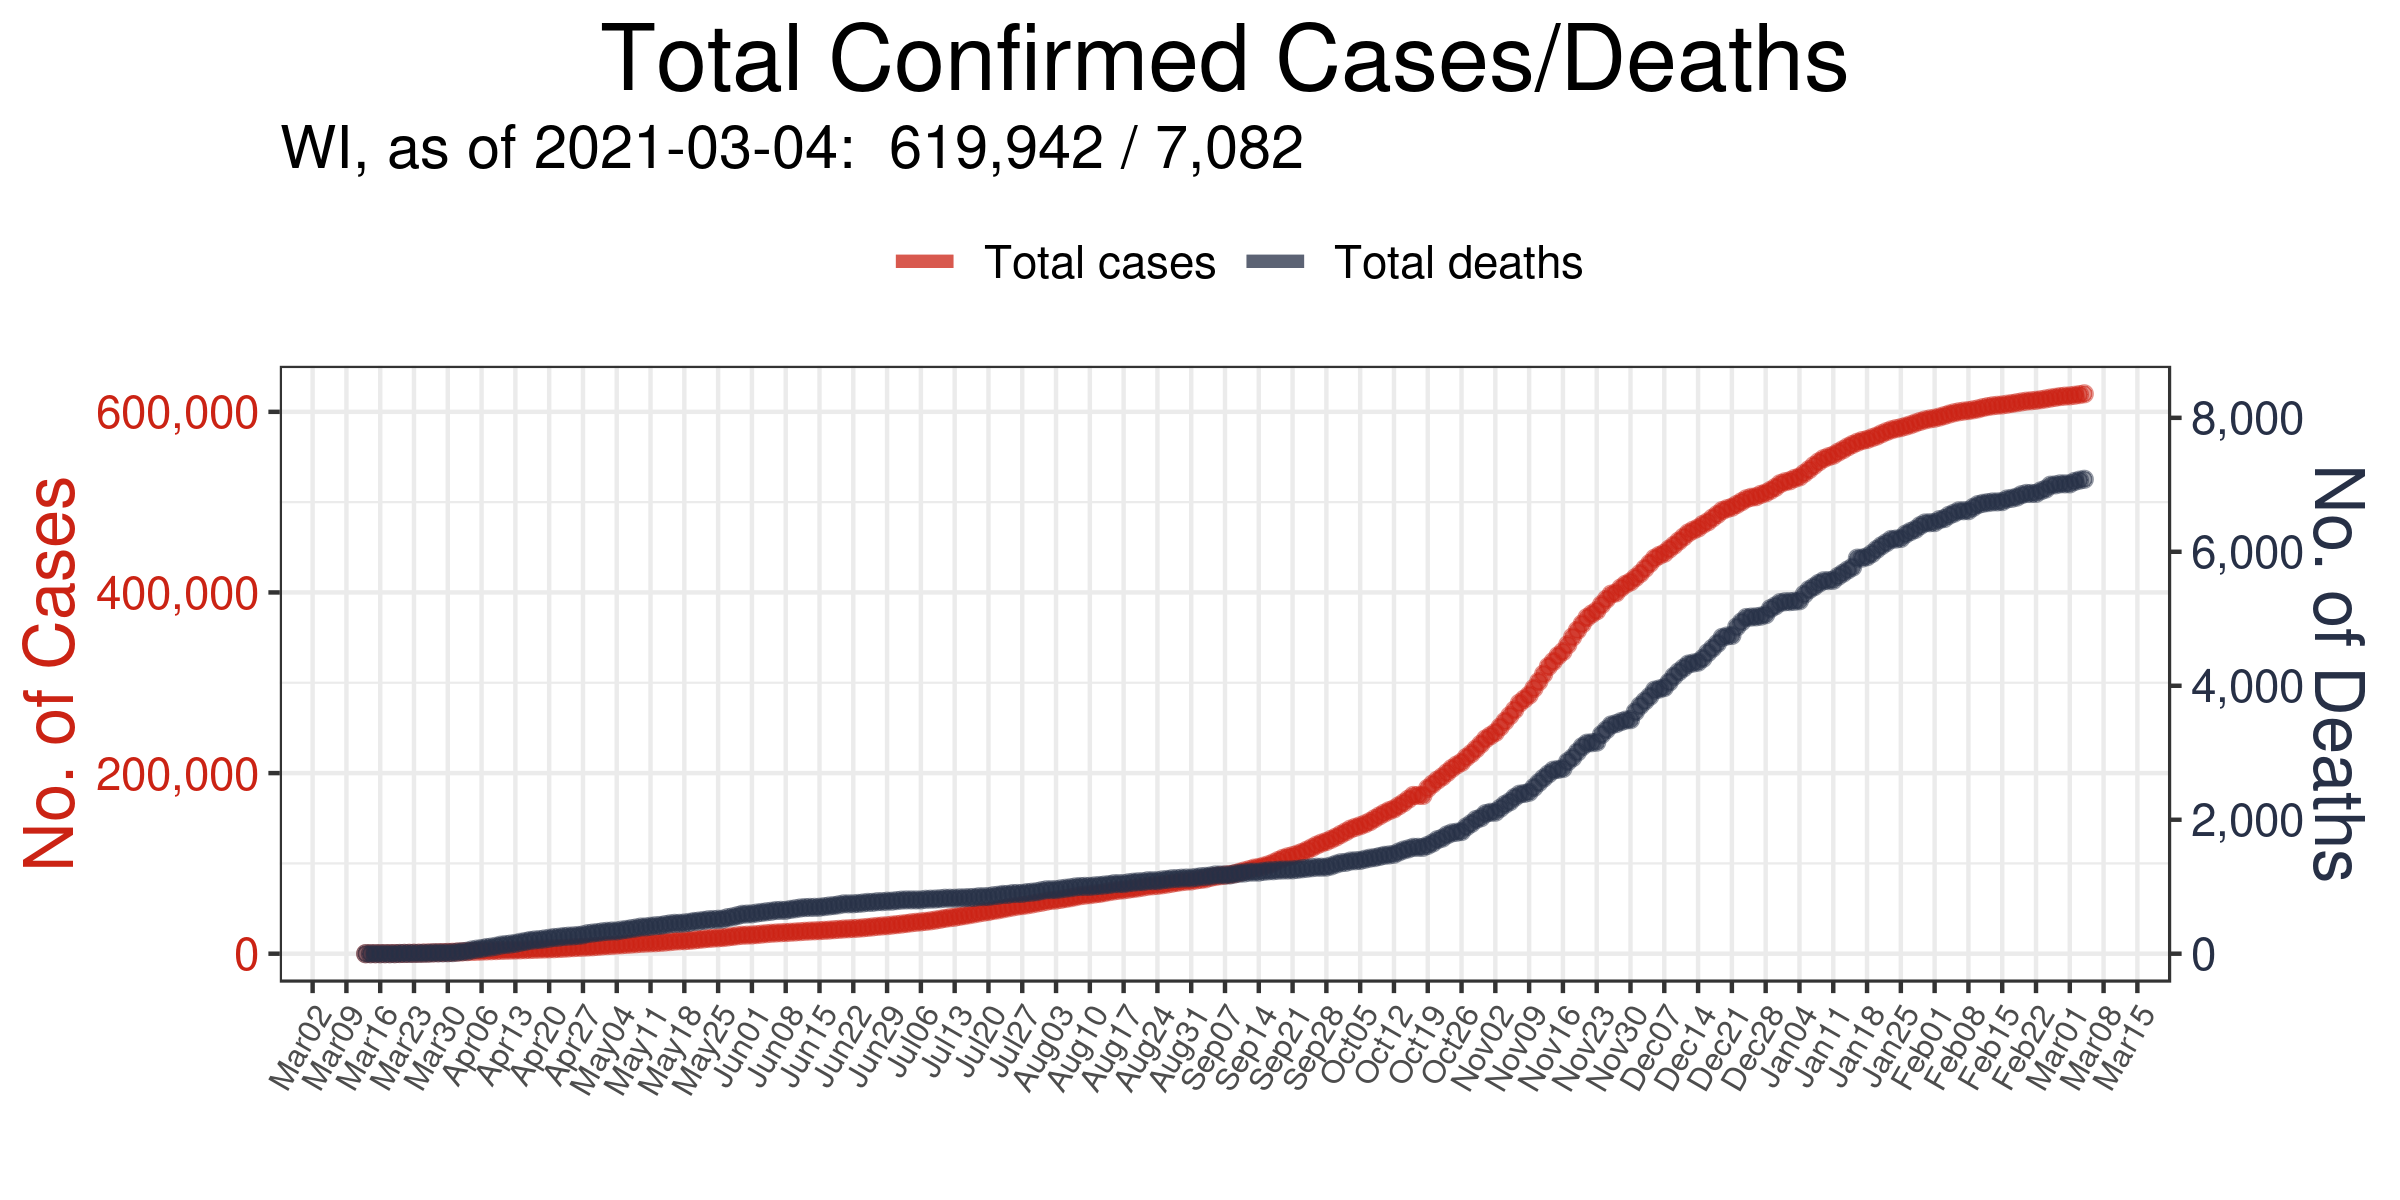 Total Confirmed Cases/Deaths
WI, as of 2021-03-04:  619,942 / 7,082
Total cases
Total deaths
No. of Cases
600,000
400,000
200,000
0
8,000
6,000
4,000
2,000
0
No. of Deaths
Mar02
Mar09
Mar16
Mar23
Mar30
Apr06
Apr13
Apr20
Apr27
May04
May11
May18
May25
Jun01
Jun08
Jun15
Jun22
Jun29
Jul06
Jul13
Jul20
Jul27
Aug03
Aug10
Aug17
Aug24
Aug31
Sep07
Sep14
Sep21
Sep28
Oct05
Oct12
Oct19
Oct26
Nov02
Nov09
Nov16
Nov23
Nov30
Dec07
Dec14
Dec21
Dec28
Jan04
Jan11
Jan18
Jan25
Feb01
Feb08
Feb15
Feb22
Mar01
Mar08
Mar15